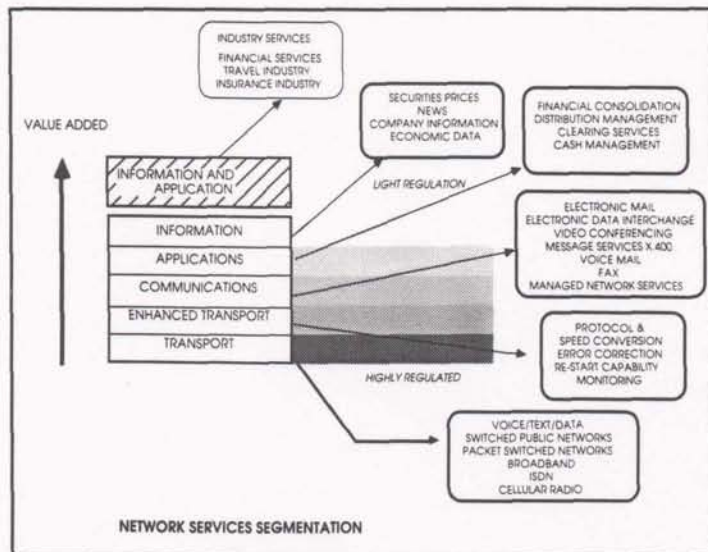 INDUSTRY SERVICES
FINANCIAL SERVICES
TRAVEL INDUSTRY
INSURANCE INDUSTRY
SECURITIES PRICES
NEWS
COMPANY INFORMATION
ECONOMIC DATA
FINANCIAL CONSOLIDATION
DISTRIBUTION MANAGEMENT
CLEARING SERVICES
CASH MANAGEMENT
VALUE ADDED
INFORMATION AND
APPLICATION
LIGHT REGULATION
INFORMATION
APPLICATIONS
COMMUNICATIONS
ENHANCED TRANSPORT
TRANSPORT
ELECTRONIC MAIL
ELECTRONIC DATA INTERCHANGE
VIDEO CONFERENCING
MESSAGE SERVICES X.400
VOICE MAIL
FAX
MANAGED NETWORK SERVICES
PROTOCOL &
SPEED CONVERSION
ERROR CORRECTION
RE-START CAPABILITY
MONITORING
HIGHLY REGULATED
VOICE/TEXT/DATA
SWITCHED PUBLIC NETWORKS
PACKET SWITCHED NETWORKS
BROADBAND
ISDN
CELLULAR RADIO
NETWORK SERVICES SEGMENTATION